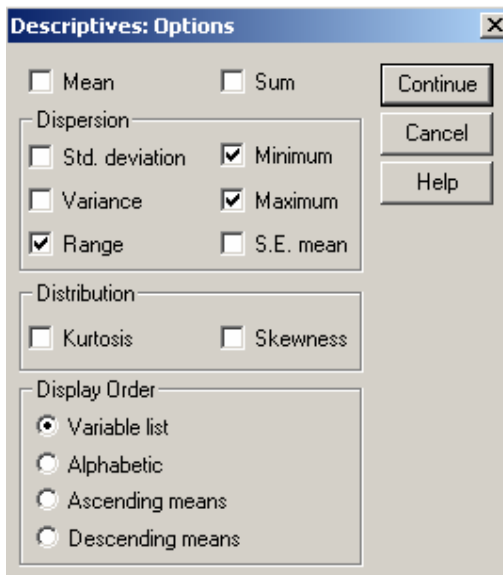 Descriptives: Options
Mean Sum
Continue
Dispersion
Cancel
Std. deviation Minimum
Help
Variance Maximum
Range S.E. mean
Distribution
Kurtosis Skewness
Display Order
Variable list
Alphabetic
Ascending means
Descending means